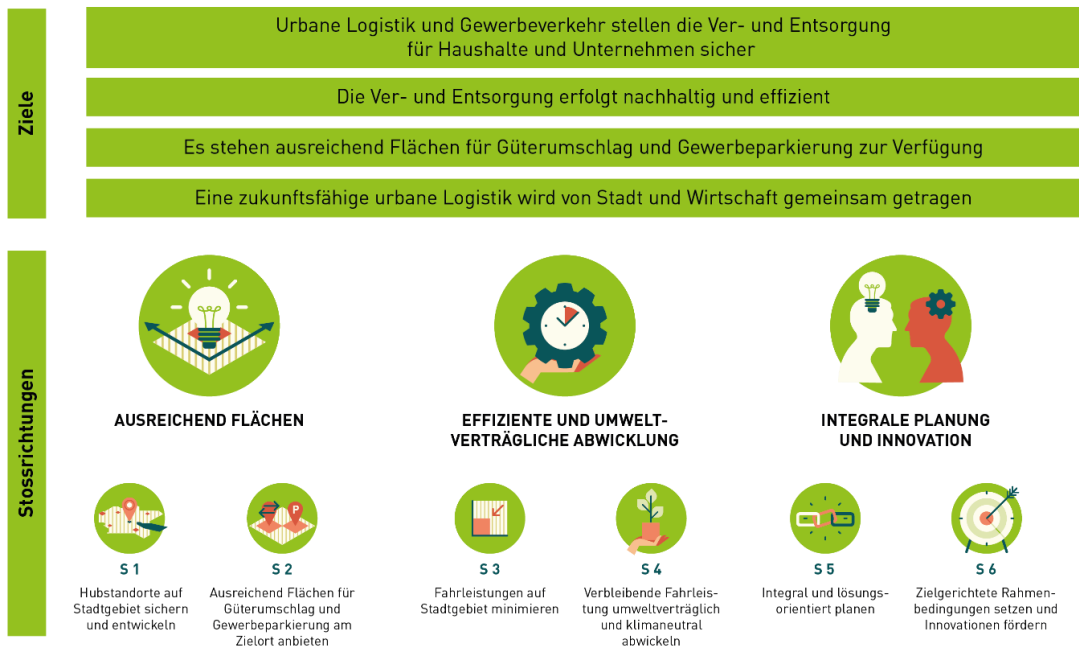 Ziele
Urbane Logistik und Gewerbeverkehr stellen die Ver- und Entsorgung
für Haushalte und Unternehmen sicher
Die Ver- und Entsorgung erfolgt nachhaltig und effizient
Es stehen ausreichend Flächen für Güterumschlag und Gewerbeparkierung zur Verfügung
Eine zukunftsfähige urbane Logistik wird von Stadt und Wirtschaft gemeinsam getragen
Stossrichtungen
AUSREICHEND FLÄCHEN
EFFIZIENTE UND UMWELT-
VERTRÄGLICHE ABWICKLUNG
INTEGRALE PLANUNG
UND INNOVATION
S 1
Hubstandorte auf
Stadtgebiet sichern
und entwickeln
P
S 2
Ausreichend Flächen für
Güterumschlag und
Gewerbeparkierung am
Zielort anbieten
S 3
Fahrleistungen auf
Stadtgebiet minimieren
S 4
Verbleibende Fahrleis-
tung umweltverträglich
und klimaneutral
abwickeln
S 5
Integral und lösungs-
orientiert planen
S 6
Zielgerichtete Rahmen-
bedingungen setzen und
Innovationen fördern